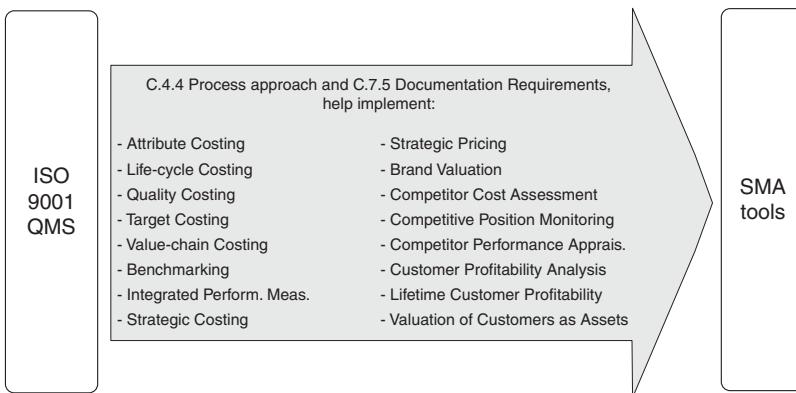 ISO
9001
QMS
C.4.4 Process approach and C.7.5 Documentation Requirements,
help implement:
- Attribute Costing
- Life-cycle Costing
- Quality Costing
- Target Costing
- Value-chain Costing
- Benchmarking
- Integrated Perform. Meas.
- Strategic Costing
- Strategic Pricing
- Brand Valuation
- Competitor Cost Assessment
- Competitive Position Monitoring
- Competitor Performance Apprais.
- Customer Profitability Analysis
- Lifetime Customer Profitability
- Valuation of Customers as Assets
SMA
tools